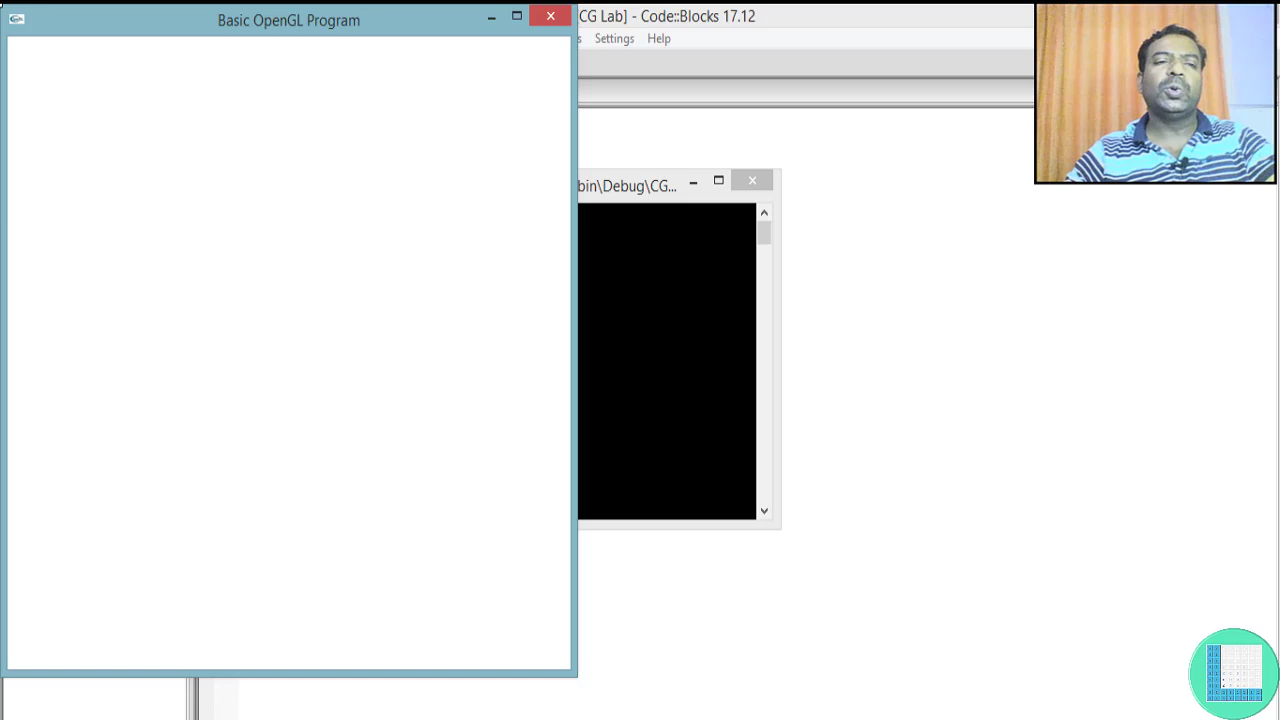 Basic OpenGL Program
CG Lab] - Code::Blocks 17.12
s Settings Help
bin\Debug\CG...